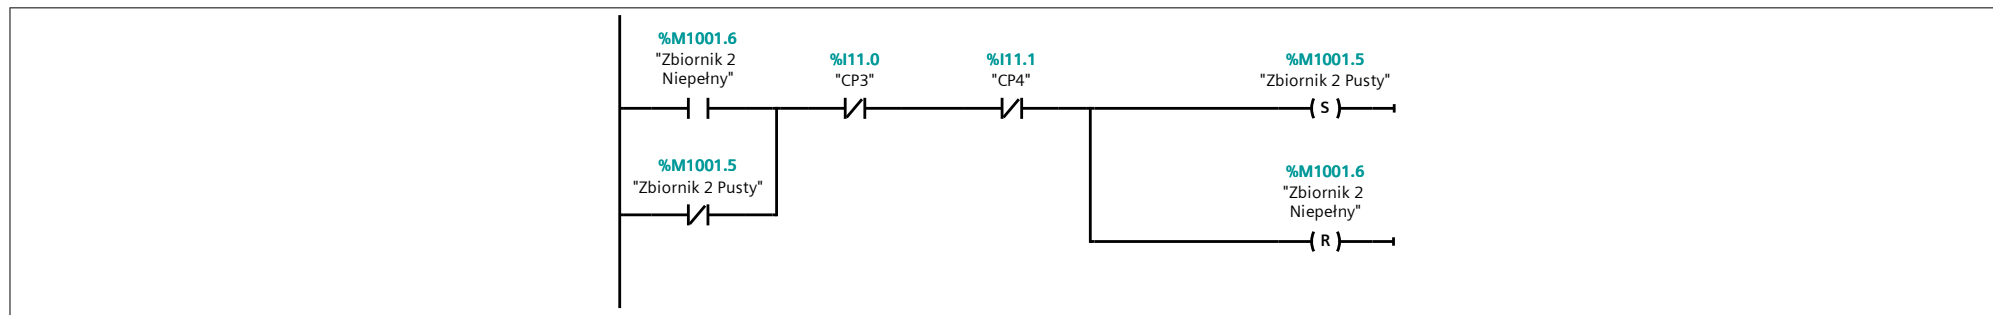 %M1001.6
"Zbiornik 2
Niepełny"
%I11.0
"CP3"
%I11.1
"CP4"
%M1001.5
"Zbiornik 2 Pusty"
S
%M1001.5
"Zbiornik 2 Pusty"
%M1001.6
"Zbiornik 2
Niepełny"
R